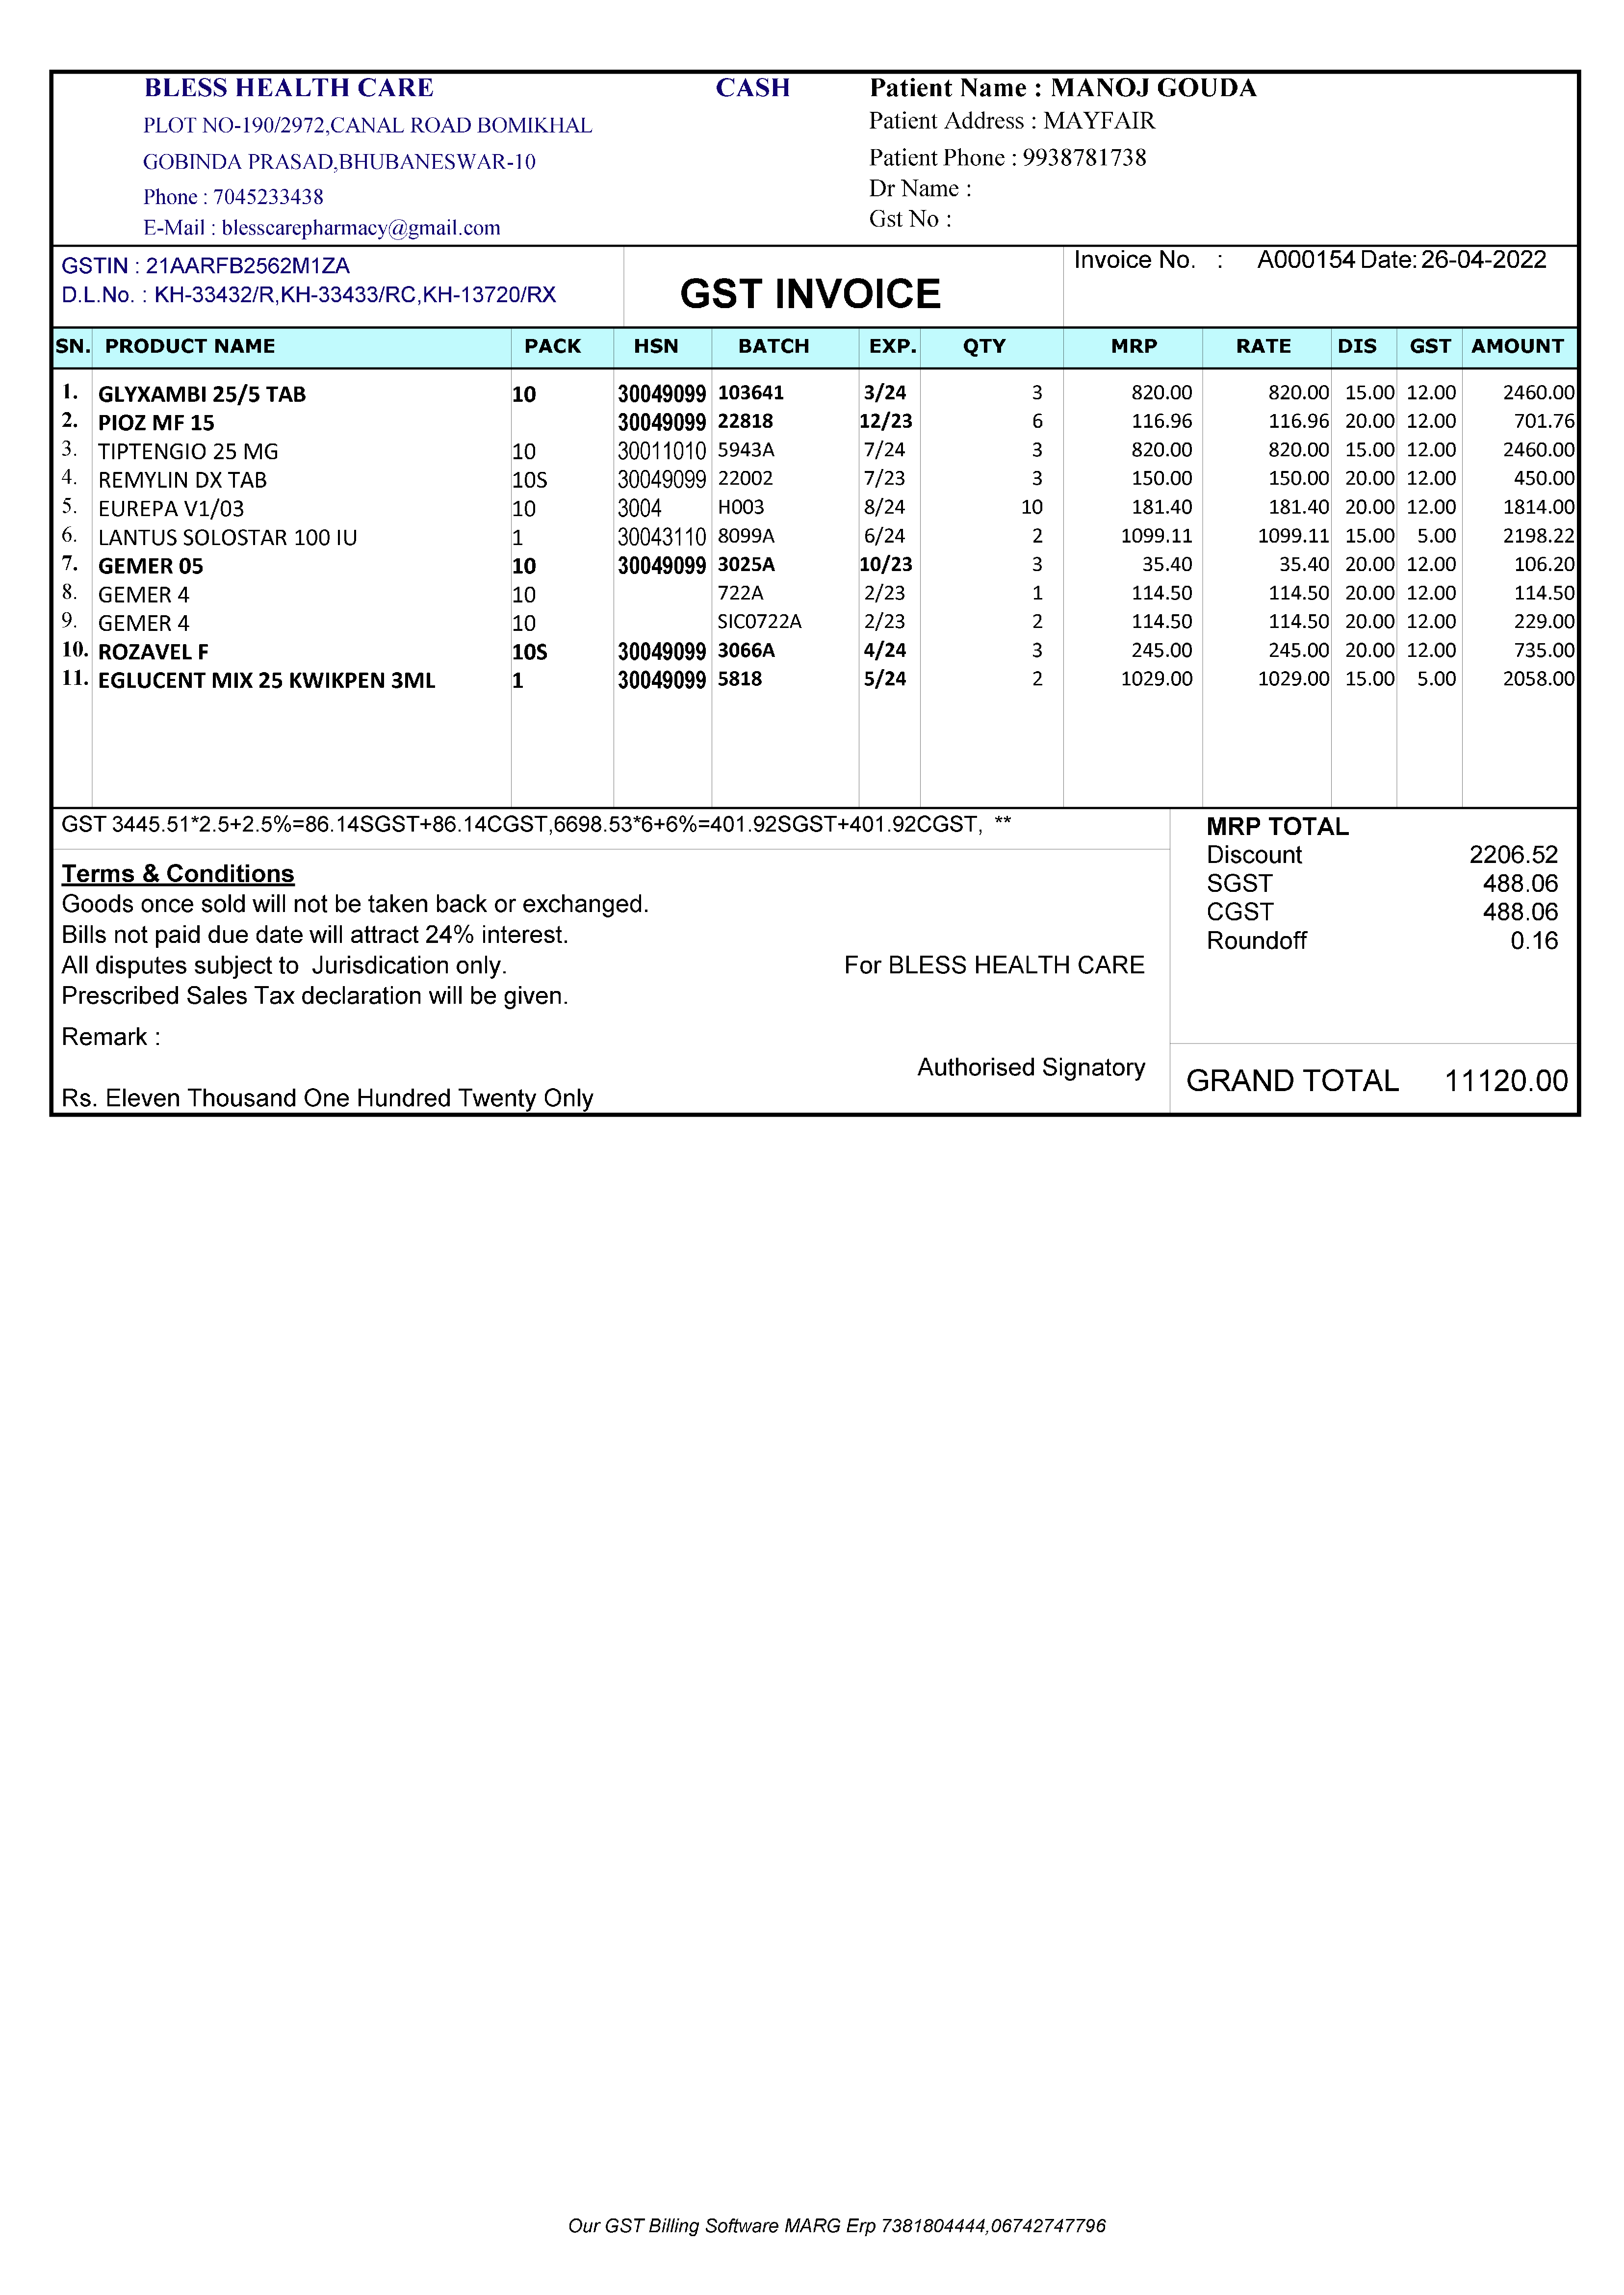 BLESS HEALTH CARE CASH Patient Name : MANOJ GOUDA
PLOT NO-190/2972,CANAL ROAD BOMIKHAL Patient Address : MAYFAIR
GOBINDA PRASAD,BHUBANESWAR-10 Patient Phone : 9938781738
Phone : 7045233438 Dr Name :
E-Mail : blesscarepharmacy@gmail.com Gst No :
GSTIN : 21AARFB2562M1ZA Invoice No. : A000154 Date: 26-04-2022
D.L.No. : KH-33432/R,KH-33433/RC,KH-13720/RX GST INVOICE
SN. PRODUCT NAME PACK HSN BATCH EXP. QTY MRP RATE DIS GST AMOUNT
1. GLYXAMBI 25/5 TAB 10 30049099 103641 3/24 3 820.00 820.00 15.00 12.00 2460.00
2. PIOZ MF 15 30049099 22818 12/23 6 116.96 116.96 20.00 12.00 701.76
3. TIPTENGIO 25 MG 10 30011010 5943A 7/24 3 820.00 820.00 15.00 12.00 2460.00
4. REMYLIN DX TAB 10S 30049099 22002 7/23 3 150.00 150.00 20.00 12.00 450.00
5. EUREPA V1/03 10 3004 H003 8/24 10 181.40 181.40 20.00 12.00 1814.00
6. LANTUS SOLOSTAR 100 IU 1 30043110 8099A 6/24 2 1099.11 1099.11 15.00 5.00 2198.22
7. GEMER 05 10 30049099 3025A 10/23 3 35.40 35.40 20.00 12.00 106.20
8. GEMER 4 10 722A 2/23 1 114.50 114.50 20.00 12.00 114.50
9. GEMER 4 10 SIC0722A 2/23 2 114.50 114.50 20.00 12.00 229.00
10. ROZAVEL F 10S 30049099 3066A 4/24 3 245.00 245.00 20.00 12.00 735.00
11. EGLUCENT MIX 25 KWIKPEN 3ML 1 30049099 5818 5/24 2 1029.00 1029.00 15.00 5.00 2058.00
GST 3445.51*2.5+2.5%=86.14SGST+86.14CGST,6698.53*6+6%=401.92SGST+401.92CGST, ** MRP TOTAL
Discount 2206.52
Terms & Conditions SGST 488.06
Goods once sold will not be taken back or exchanged. CGST 488.06
Bills not paid due date will attract 24% interest. Roundoff 0.16
All disputes subject to Jurisdication only. For BLESS HEALTH CARE
Prescribed Sales Tax declaration will be given.
Remark :
Authorised Signatory GRAND TOTAL 11120.00
Rs. Eleven Thousand One Hundred Twenty Only
Our GST Billing Software MARG Erp 7381804444,06742747796